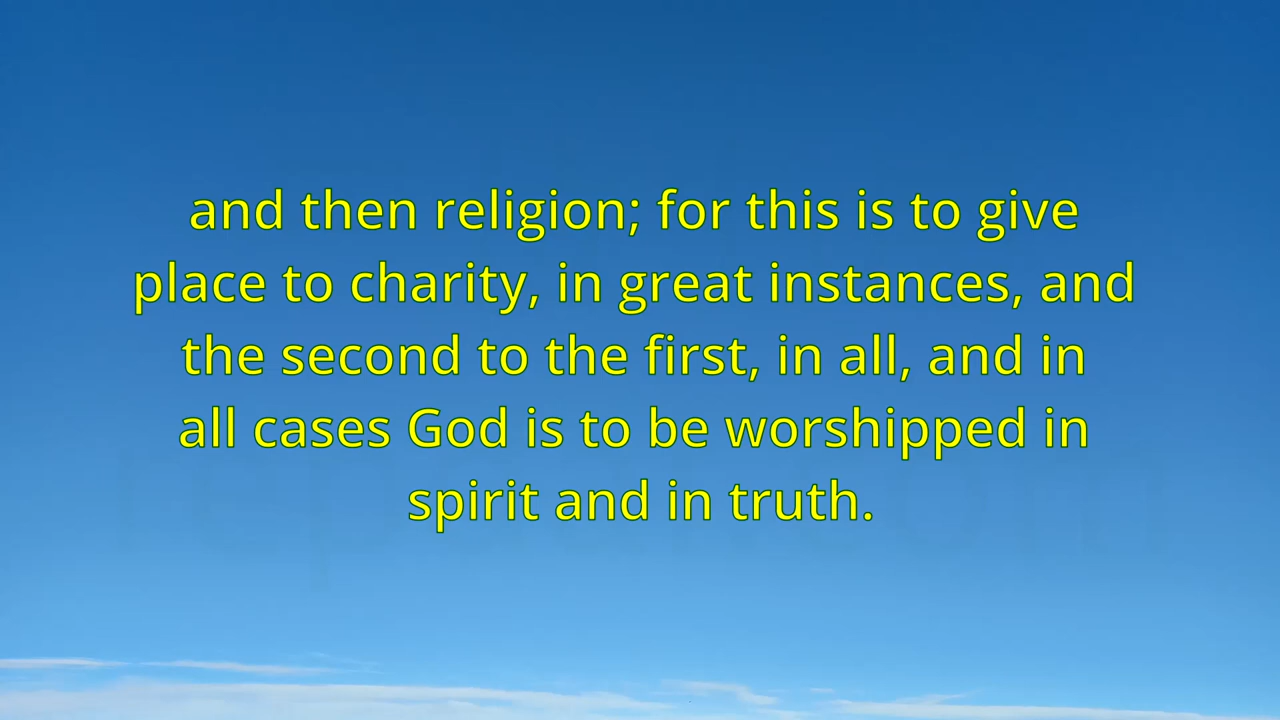 and then religion; for this is to give
place to charity, in great instances, and
the second to the first, in all, and in
all cases God is to be worshipped in
spirit and in truth.